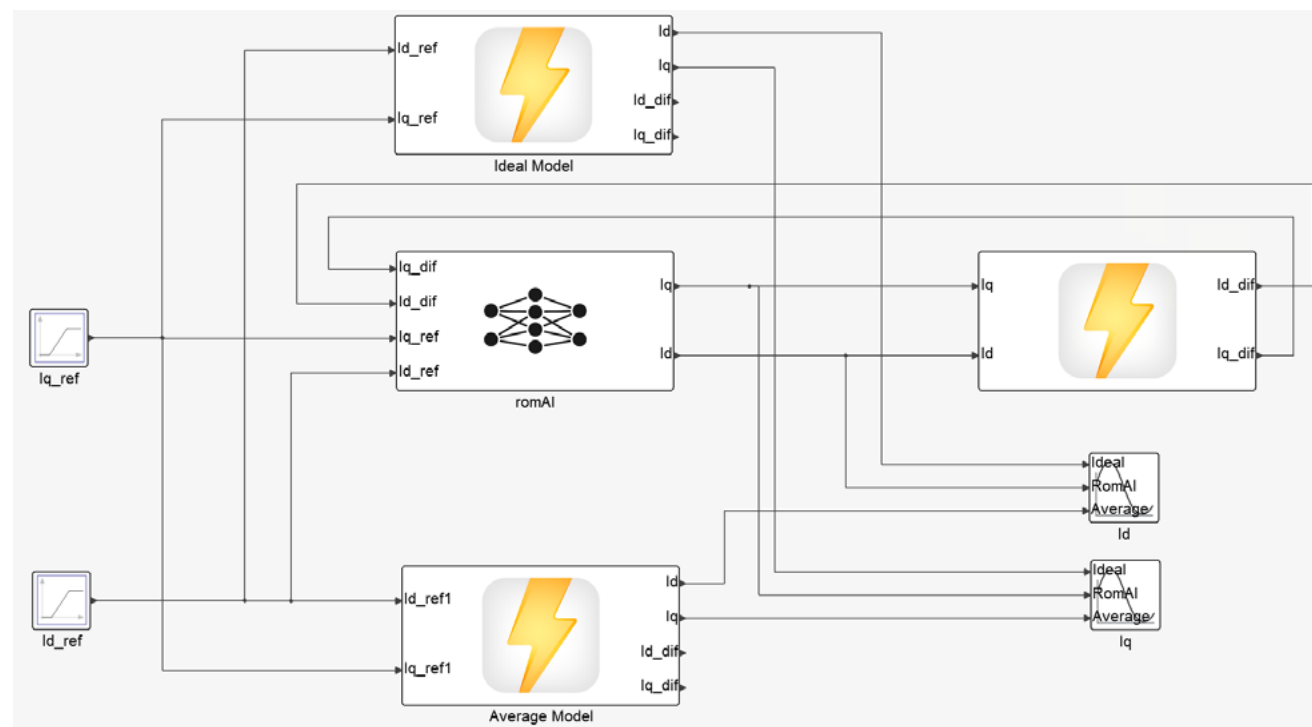 Id_ref
Iq_ref
Id
Iq
Id_dif
Iq_dif
Ideal Model
Iq_dif
Id_dif
Iq_ref
Id_ref
Iq
Id
romAI
Iq
Id
Id_dif
Iq_dif
Iq_ref
Ideal
RomAI
Average
Id
Id_ref
Id_ref1
Iq_ref1
Id
Iq
Id_dif
Iq_dif
Average Model
Ideal
RomAI
Average
Iq